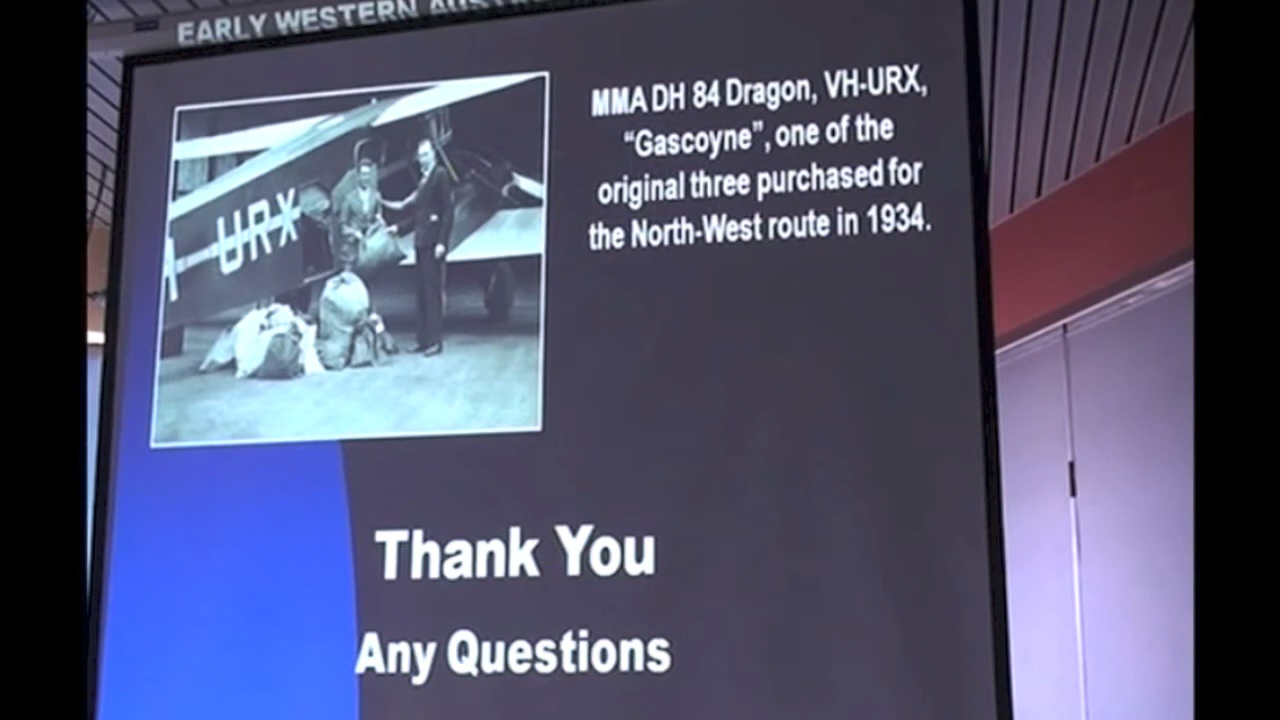 EARLY WESTERN
MMA DH 84 Dragon, VH-URX,
“Gascoyne”, one of the
original three purchased for
the North-West route in 1934.
URX
Thank You
Any Questions